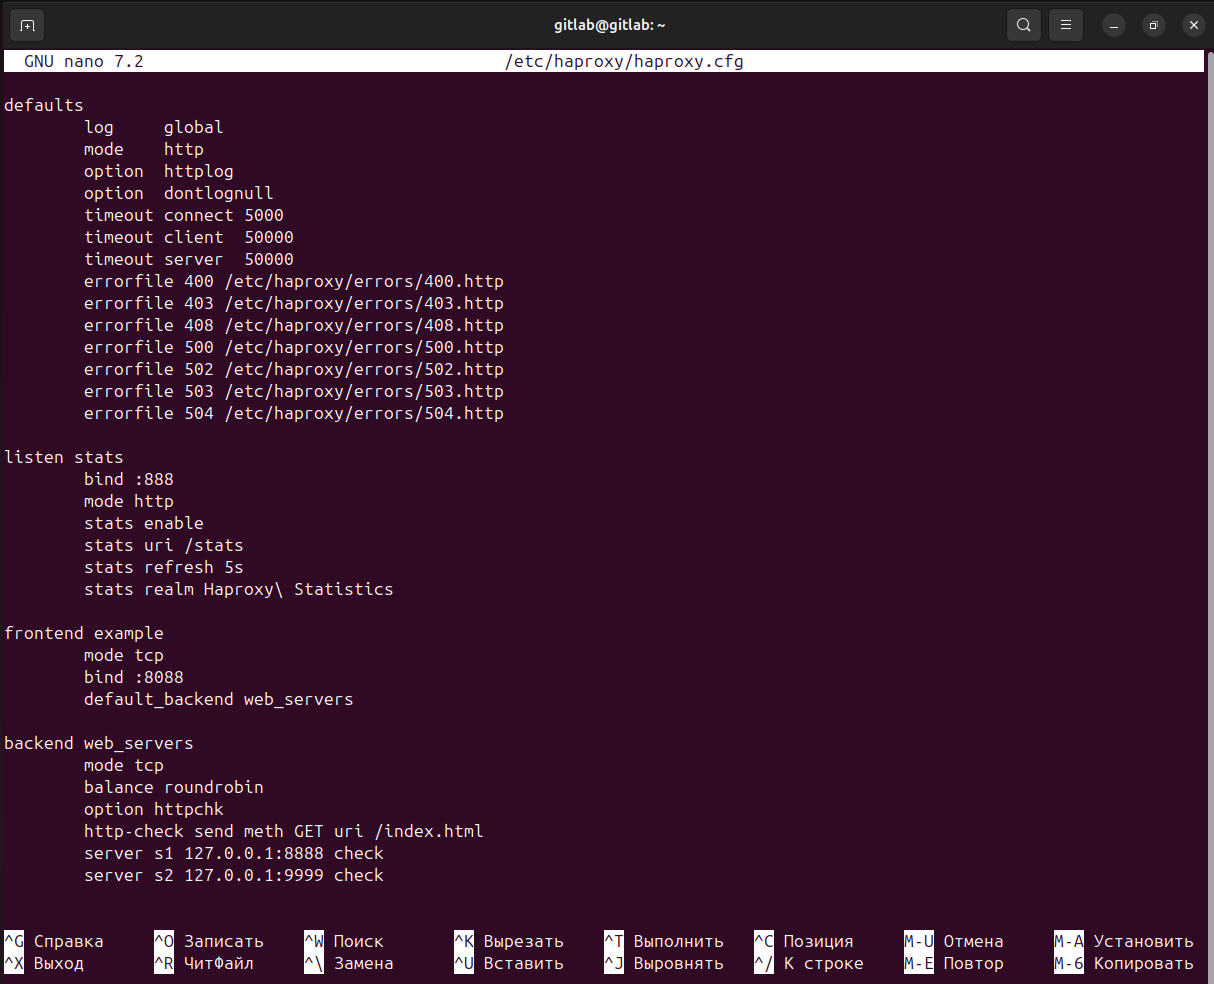 gitlab@gitlab: ~
GNU nano 7.2 /etc/haproxy/haproxy.cfg
defaults
log global
mode http
option httplog
option dontlognull
timeout connect 5000
timeout client 50000
timeout server 50000
errorfile 400 /etc/haproxy/errors/400.http
errorfile 403 /etc/haproxy/errors/403.http
errorfile 408 /etc/haproxy/errors/408.http
errorfile 500 /etc/haproxy/errors/500.http
errorfile 502 /etc/haproxy/errors/502.http
errorfile 503 /etc/haproxy/errors/503.http
errorfile 504 /etc/haproxy/errors/504.http
listen stats
bind :888
mode http
stats enable
stats uri /stats
stats refresh 5s
stats realm Haproxy\ Statistics
frontend example
mode tcp
bind :8088
default_backend web_servers
backend web_servers
mode tcp
balance roundrobin
option httpchk
http-check send meth GET uri /index.html
server s1 127.0.0.1:8888 check
server s2 127.0.0.1:9999 check
^G Справка ^O Записать ^W Поиск ^K Вырезать ^T Выполнить ^C Позиция M-U Отмена M-A Установить
^X Выход ^R ЧитФайл ^\ Замена ^U Вставить ^J Выровнять ^/ К строке M-E Повтор M-6 Копировать